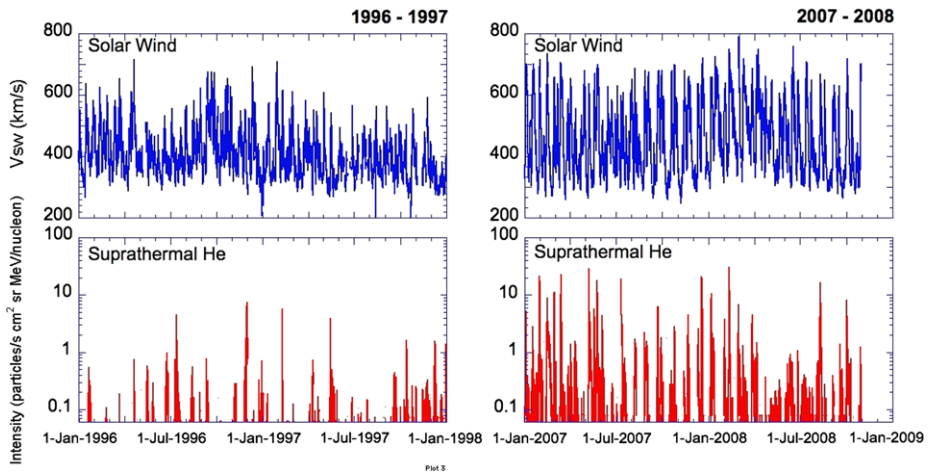 1996 - 1997
2007 - 2008
Vsw (km/s)
800
600
400
200
Solar Wind
800
600
400
200
Solar Wind
Intensity (particles/s cm² sr MeV/nucleon)
100
10
1
0.1
Suprathermal He
1-Jan-1996 1-Jul-1996 1-Jan-1997 1-Jul-1997 1-Jan-1998
100
10
1
0.1
Suprathermal He
1-Jan-2007 1-Jul-2007 1-Jan-2008 1-Jul-2008 1-Jan-2009
Plot 3